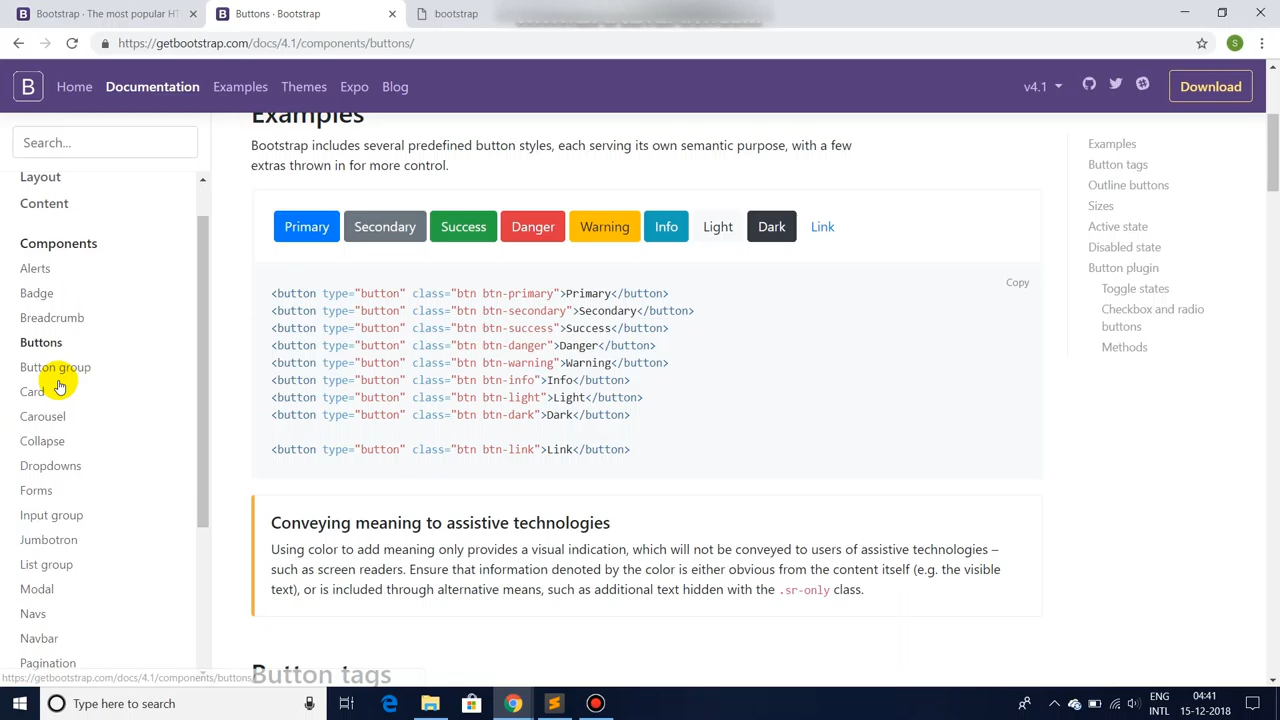 Bootstrap · The most popular HT
Buttons · Bootstrap
bootstrap
https://getbootstrap.com/docs/4.1/components/buttons/
S
B
Home
Documentation
Examples
Themes
Expo
Blog
v4.1
Download
Search...
Layout
Content
Components
Alerts
Badge
Breadcrumb
Buttons
Button group
Card
Carousel
Collapse
Dropdowns
Forms
Input group
Jumbotron
List group
Modal
Navs
Navbar
Pagination
https://getbootstrap.com/docs/4.1/components/buttons/
Examples
Bootstrap includes several predefined button styles, each serving its own semantic purpose, with a few
extras thrown in for more control.
Primary
Secondary
Success
Danger
Warning
Info
Light
Dark
Link
Copy
<button type="button" class="btn btn-primary">Primary</button>
<button type="button" class="btn btn-secondary">Secondary</button>
<button type="button" class="btn btn-success">Success</button>
<button type="button" class="btn btn-danger">Danger</button>
<button type="button" class="btn btn-warning">Warning</button>
<button type="button" class="btn btn-info">Info</button>
<button type="button" class="btn btn-light">Light</button>
<button type="button" class="btn btn-dark">Dark</button>
<button type="button" class="btn btn-link">Link</button>
Conveying meaning to assistive technologies
Using color to add meaning only provides a visual indication, which will not be conveyed to users of assistive technologies –
such as screen readers. Ensure that information denoted by the color is either obvious from the content itself (e.g. the visible
text), or is included through alternative means, such as additional text hidden with the .sr-only class.
Button tags
Examples
Button tags
Outline buttons
Sizes
Active state
Disabled state
Button plugin
Toggle states
Checkbox and radio
buttons
Methods
Type here to search
ENG
INTL
04:41
15-12-2018